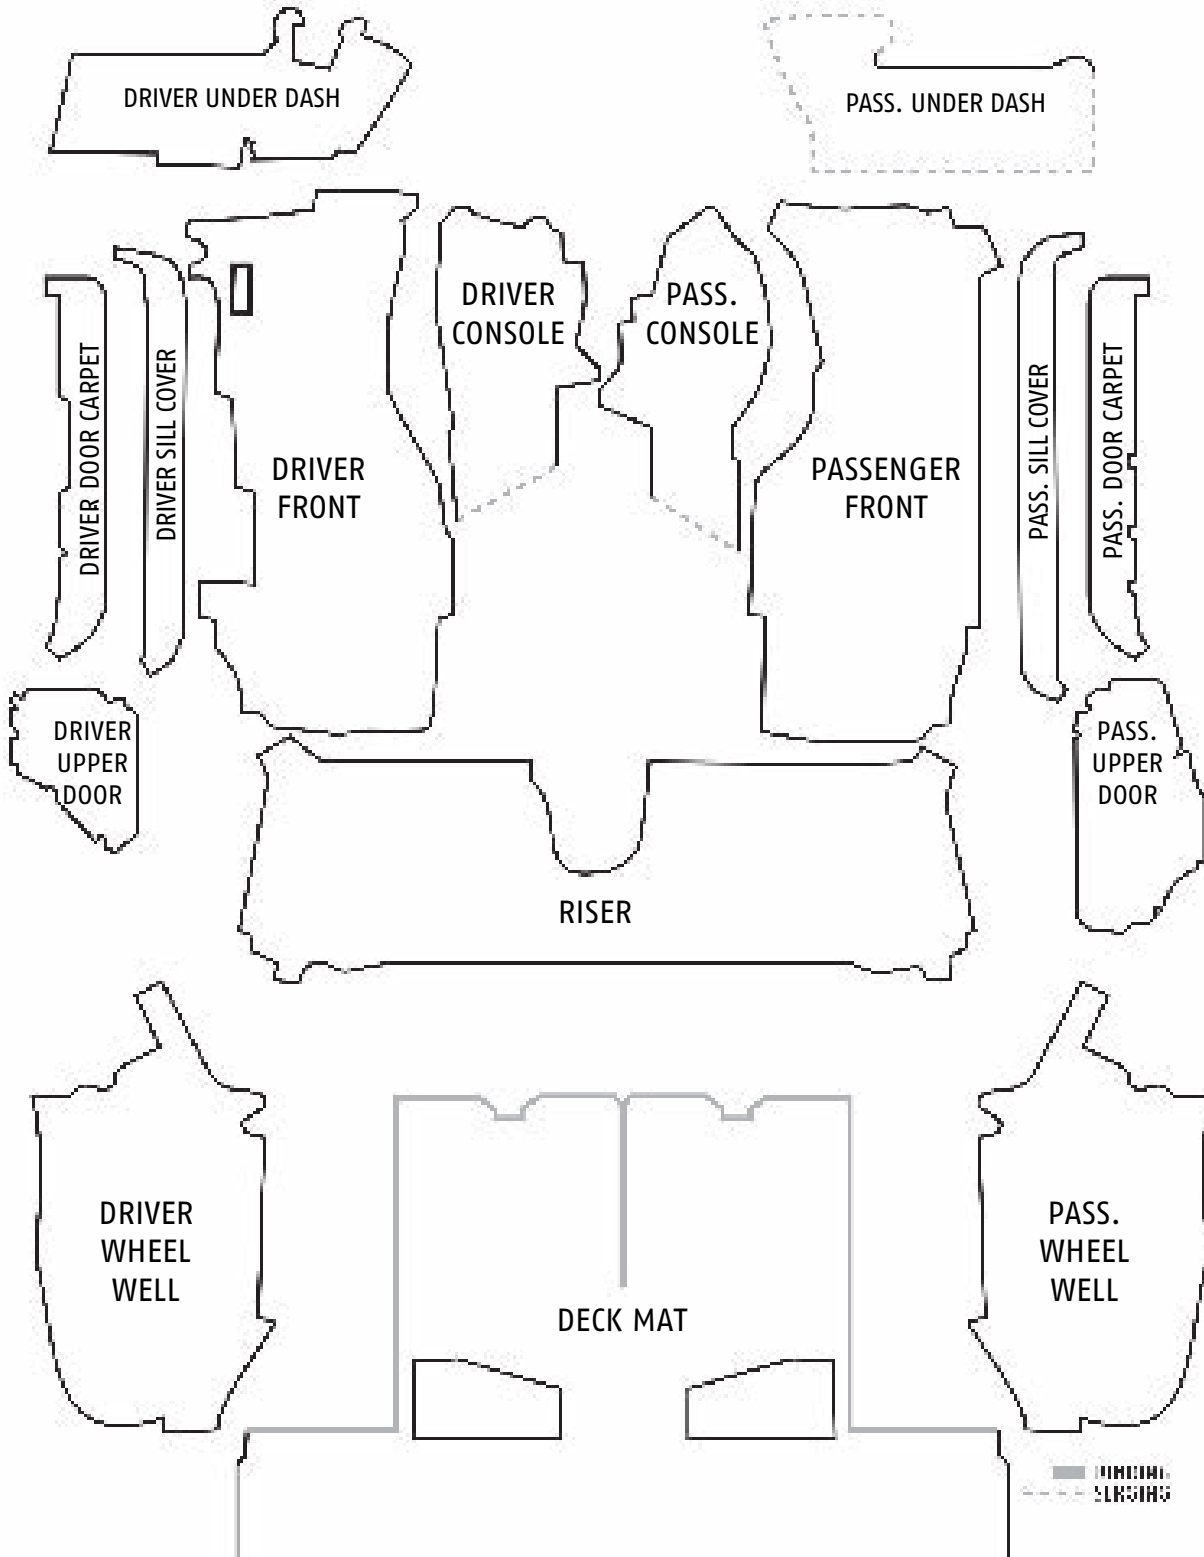 DRIVER UNDER DASH
PASS. UNDER DASH
DRIVER
CONSOLE
PASS.
CONSOLE
DRIVER DOOR CARPET
DRIVER SILL COVER
DRIVER
FRONT
PASSENGER
FRONT
PASS. SILL COVER
PASS. DOOR CARPET
DRIVER
UPPER
DOOR
PASS.
UPPER
DOOR
RISER
DRIVER
WHEEL
WELL
PASS.
WHEEL
WELL
DECK MAT